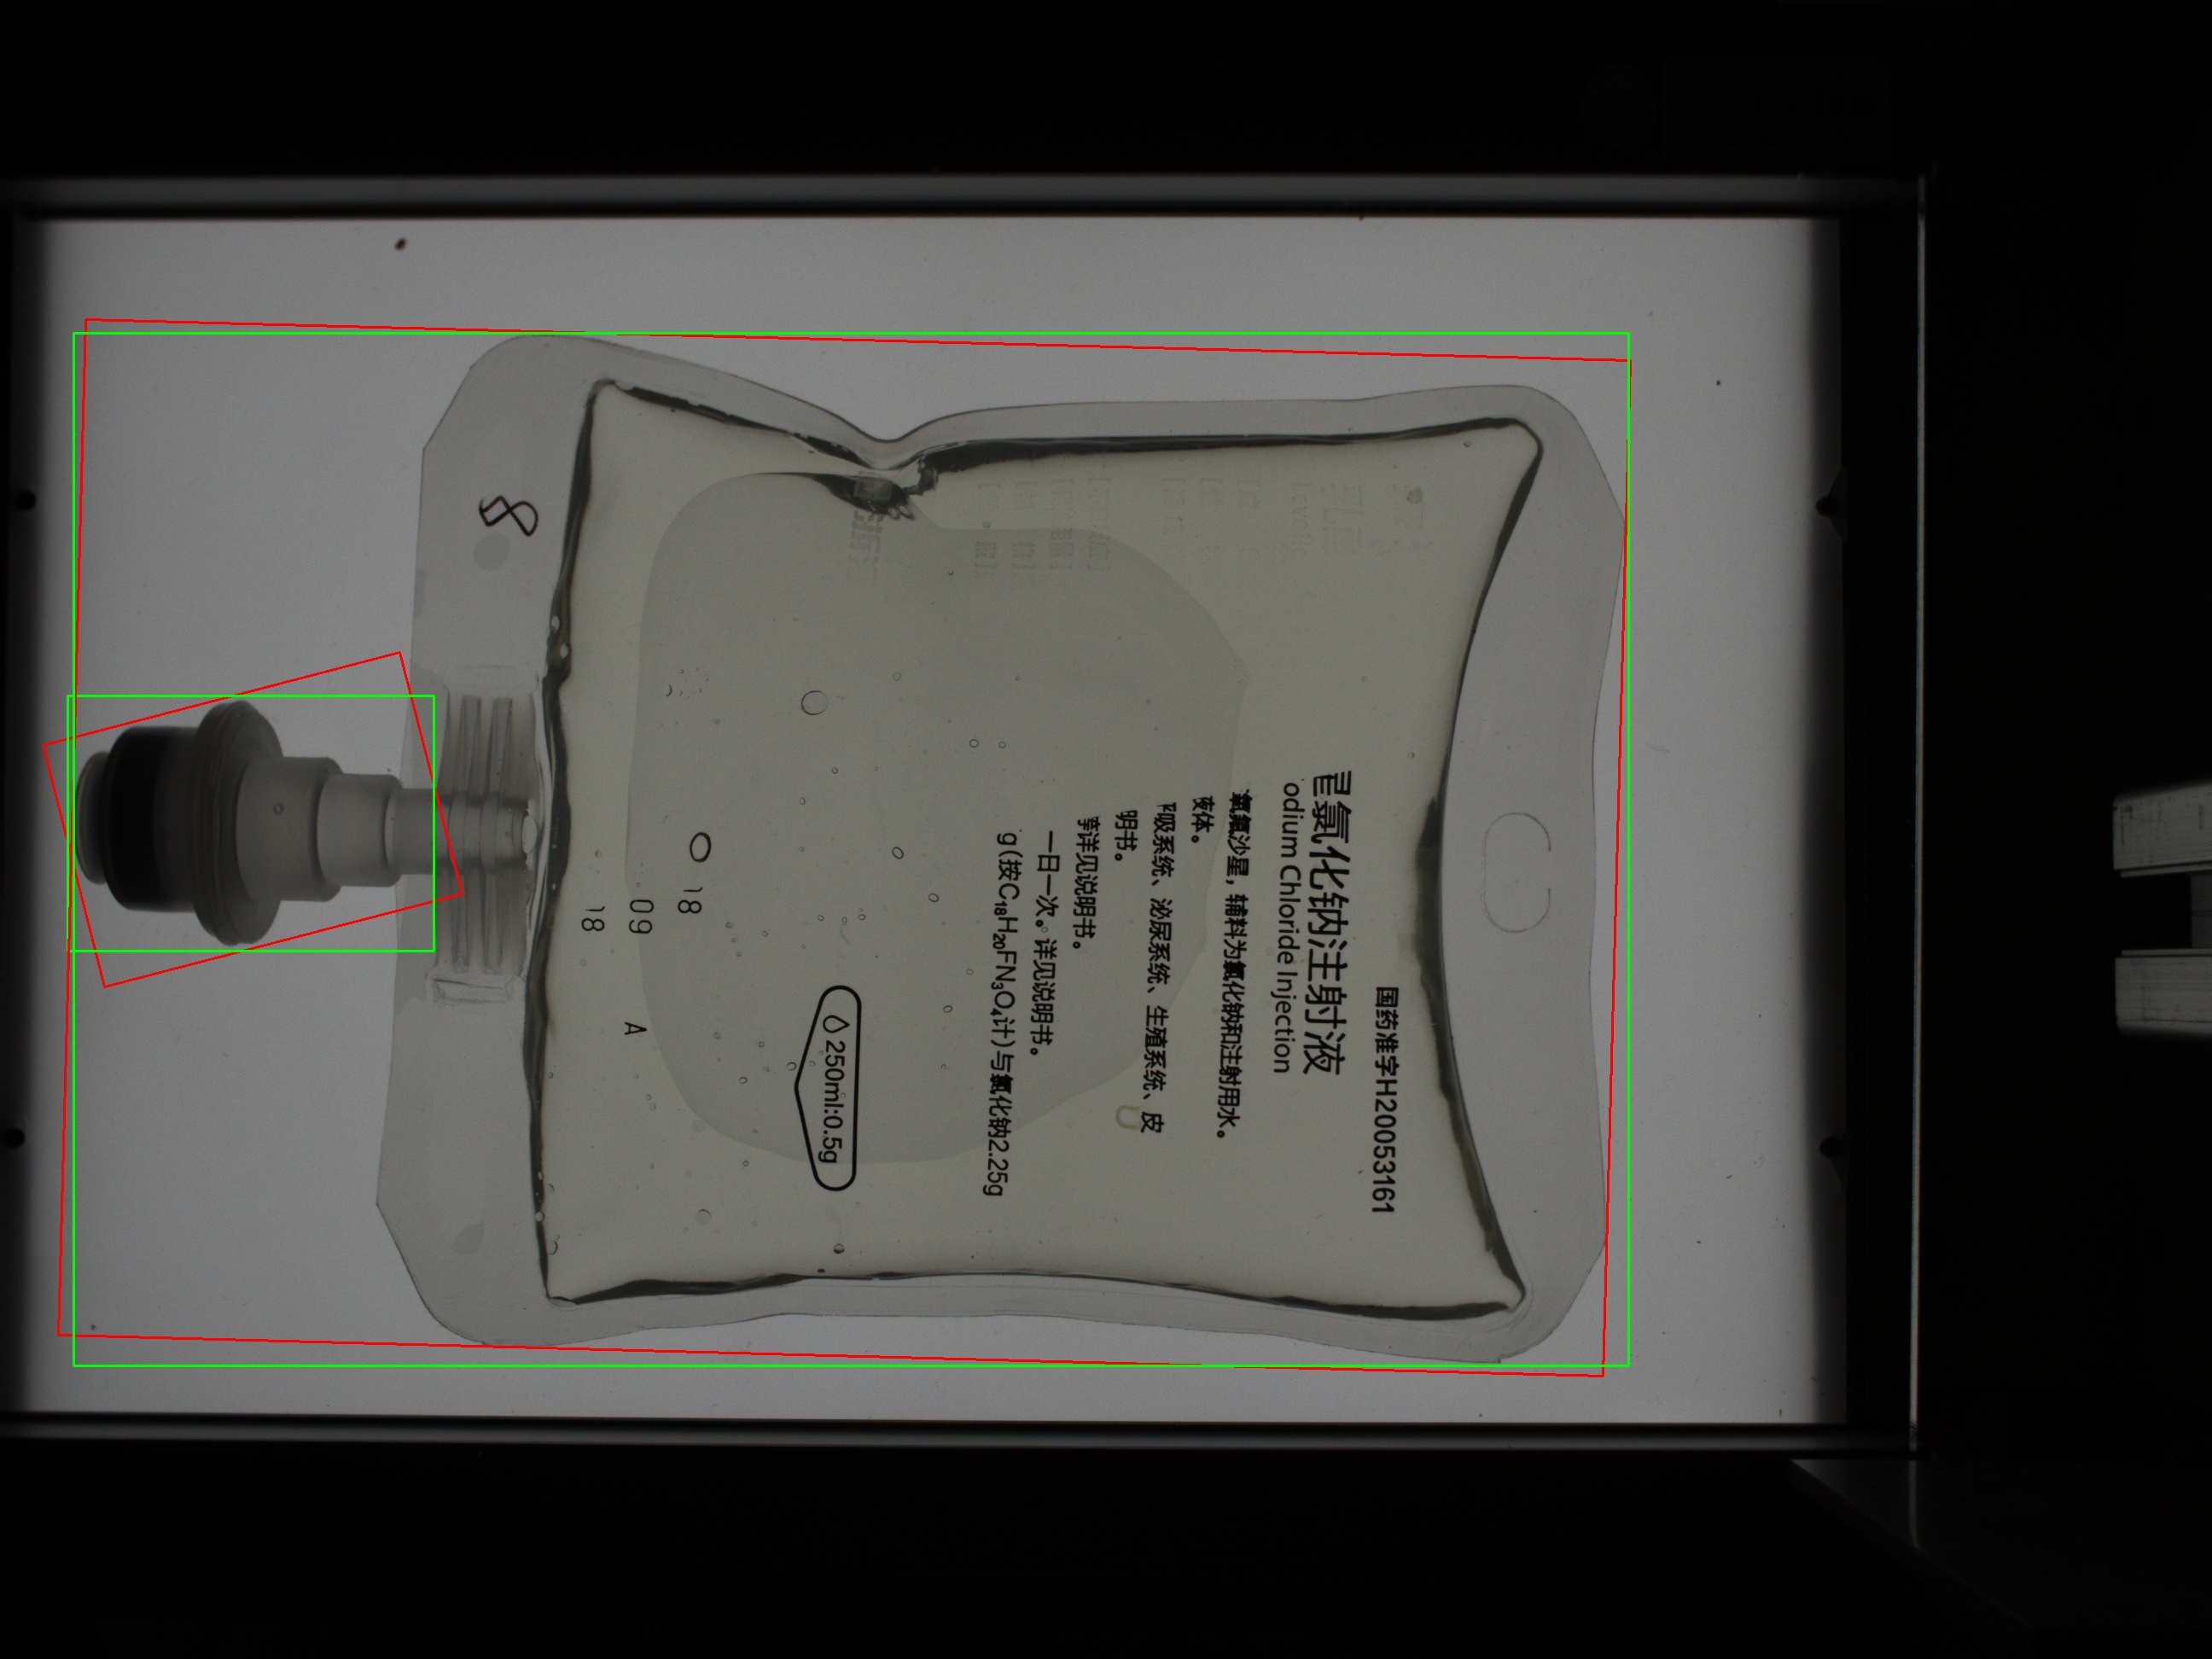 国药准字H20053161
氯化钠注射液
odium Chloride Injection
沙星，辅料为氯化钠和注射用水。
液体。
吸系统、泌尿系统、生殖系统、皮
明书。
详见说明书。
一日一次。详见说明书。
g(按C₁₈H₂₀FN₃O₄计)与氯化钠2.25g
250ml:0.5g
18
09
18
A
8